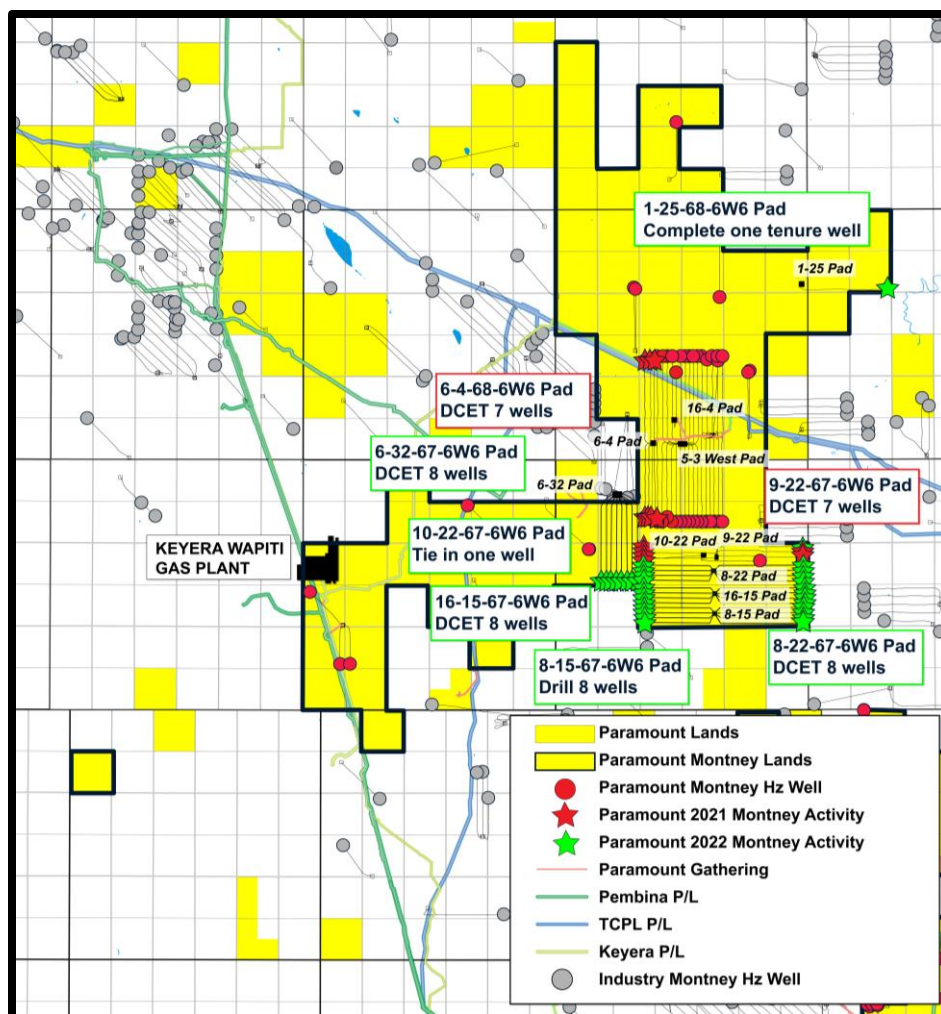 1-25-68-6W6 Pad
Complete one tenure well
1-25 Pad
6-4-68-6W6 Pad
DCET 7 wells
16-4 Pad
6-4 Pad
5-3 West Pad
6-32-67-6W6 Pad
DCET 8 wells
6-32 Pad
9-22-67-6W6 Pad
DCET 7 wells
10-22-67-6W6 Pad
Tie in one well
10-22 Pad
9-22 Pad
KEYERA WAPITI
GAS PLANT
8-22 Pad
16-15 Pad
8-15 Pad
16-15-67-6W6 Pad
DCET 8 wells
8-15-67-6W6 Pad
Drill 8 wells
8-22-67-6W6 Pad
DCET 8 wells
Paramount Lands
Paramount Montney Lands
Paramount Montney Hz Well
Paramount 2021 Montney Activity
Paramount 2022 Montney Activity
Paramount Gathering
Pembina P/L
TCPL P/L
Keyera P/L
Industry Montney Hz Well